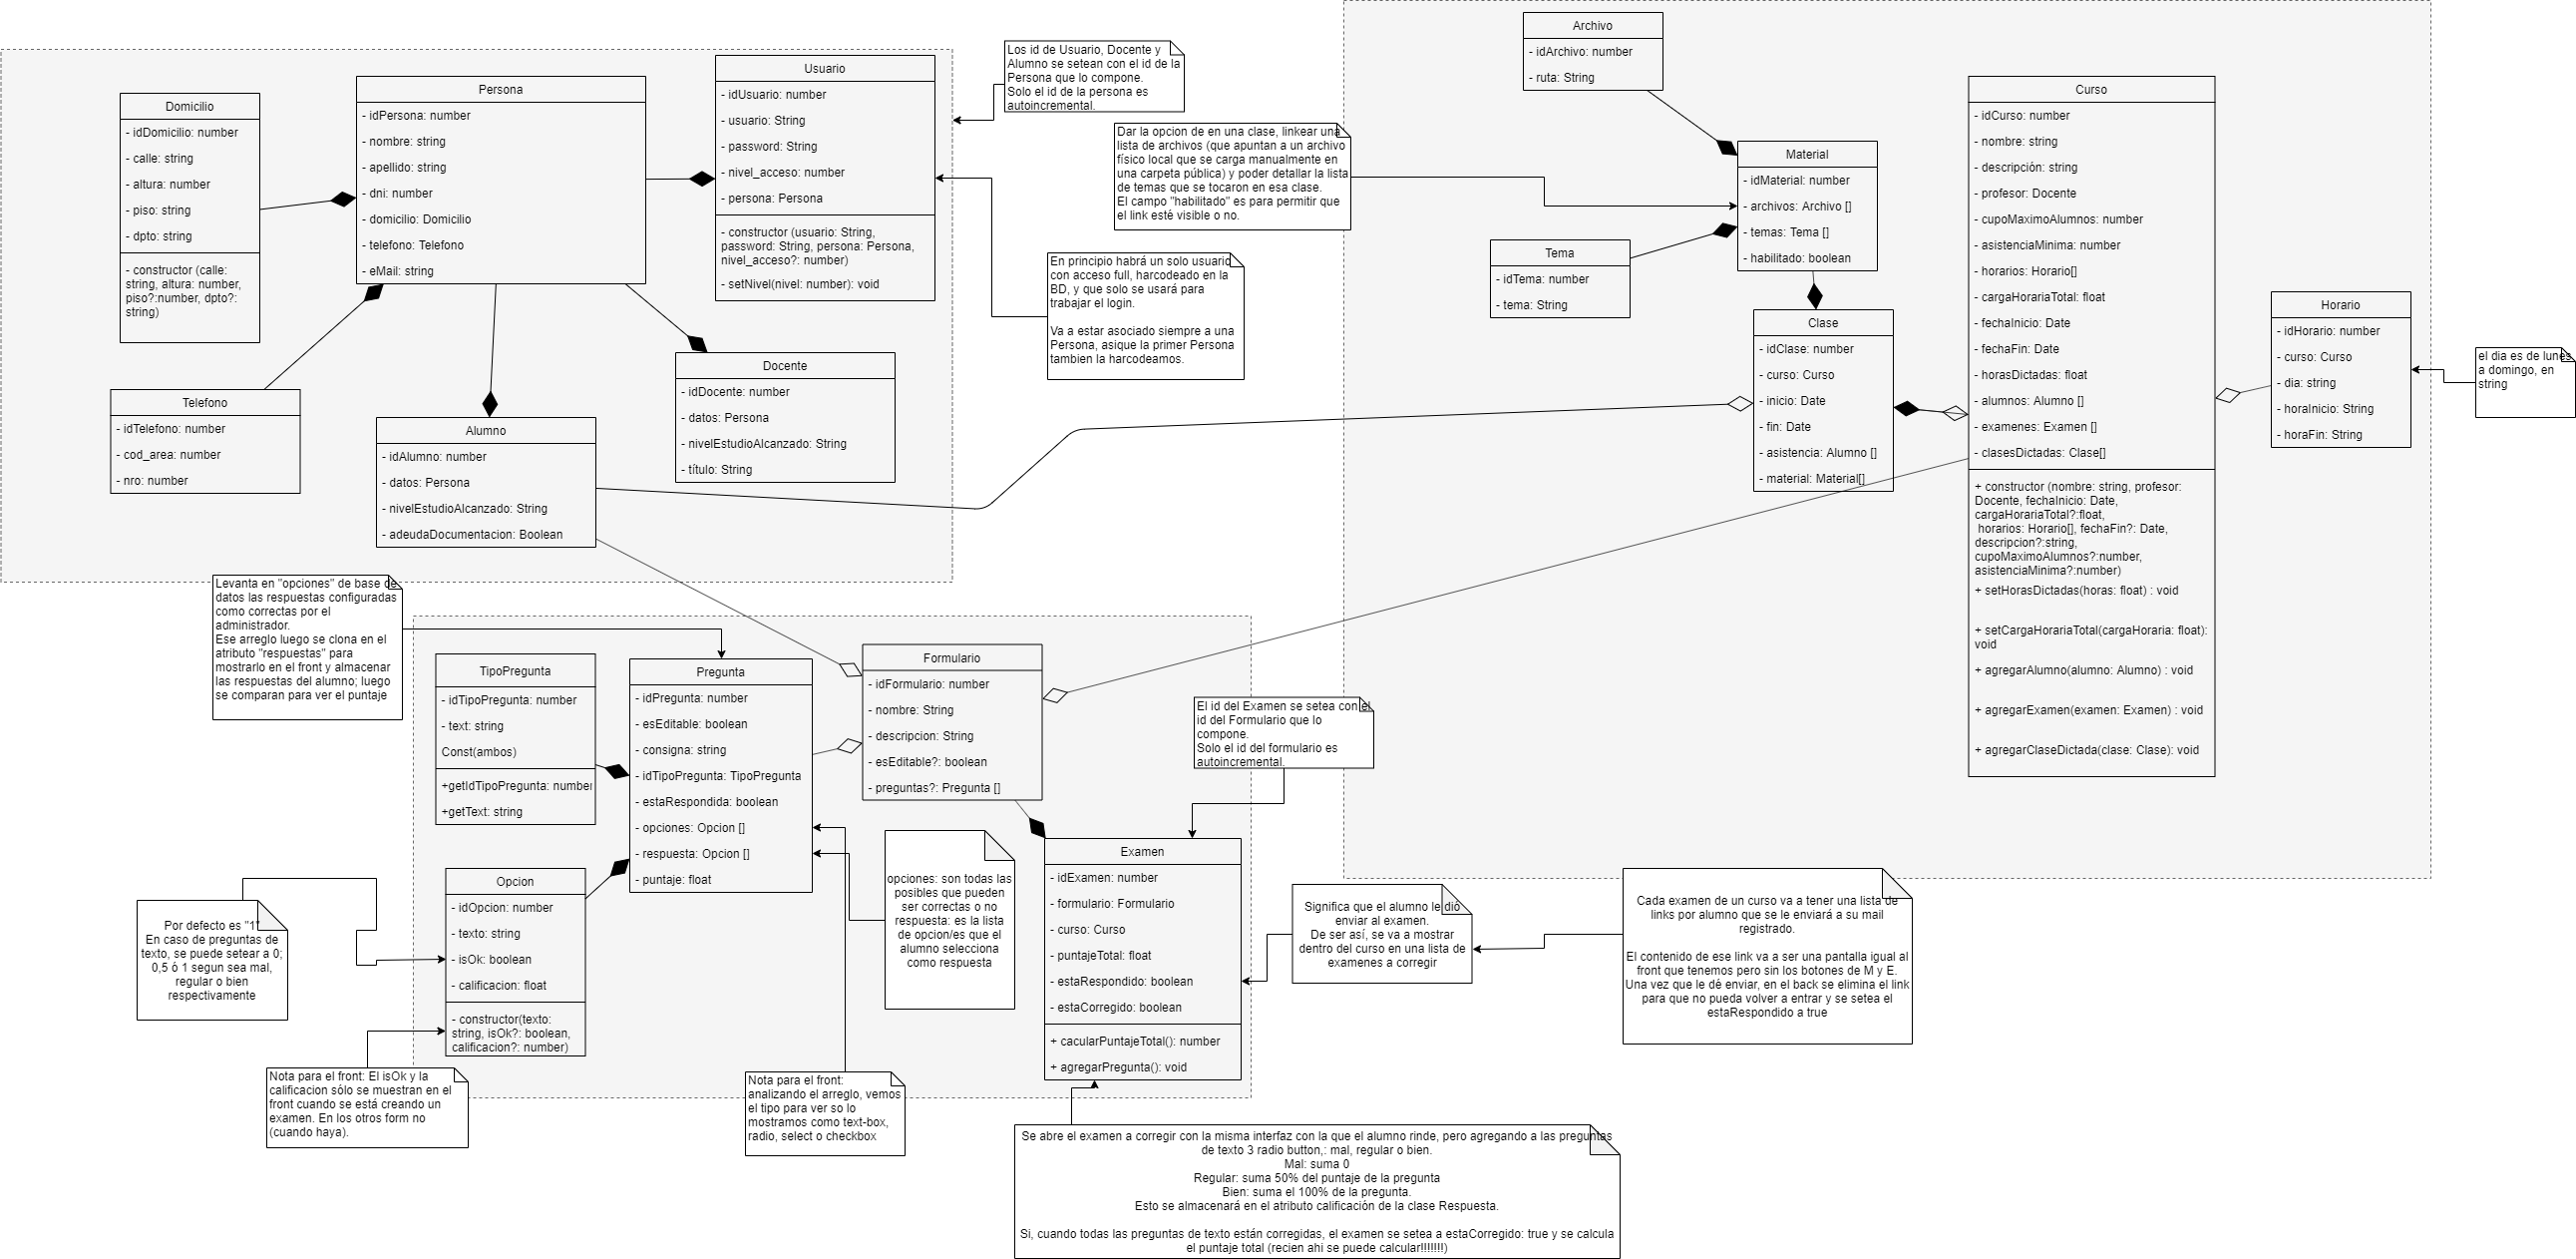 Domicilio
- idDomicilio: number
- calle: string
- altura: number
- piso: string
- dpto: string
- constructor (calle:
string, altura: number,
piso?:number, dpto?:
string)
Persona
- idPersona: number
- nombre: string
- apellido: string
- dni: number
- domicilio: Domicilio
- telefono: Telefono
- eMail: string
Usuario
- idUsuario: number
- usuario: String
- password: String
- nivel_acceso: number
- persona: Persona
- constructor (usuario: String,
password: String, persona: Persona,
nivel_acceso?: number)
- setNivel(nivel: number): void
Telefono
- idTelefono: number
- cod_area: number
- nro: number
Alumno
- idAlumno: number
- datos: Persona
- nivelEstudioAlcanzado: String
- adeudaDocumentacion: Boolean
Docente
- idDocente: number
- datos: Persona
- nivelEstudioAlcanzado: String
- título: String
Los id de Usuario, Docente y
Alumno se setean con el id de la
Persona que lo compone.
Solo el id de la persona es
autoincremental.
Dar la opcion de en una clase, linkear una
lista de archivos (que apuntan a un archivo
físico local que se carga manualmente en
una carpeta pública) y poder detallar la lista
de temas que se tocaron en esa clase.
El campo "habilitado" es para permitir que
el link esté visible o no.
En principio habrá un solo usuario
con acceso full, harcodeado en la
BD, y que solo se usará para
trabajar el login.
Va a estar asociado siempre a una
Persona, asique la primer Persona
tambien la harcodeamos.
Archivo
- idArchivo: number
- ruta: String
Material
- idMaterial: number
- archivos: Archivo []
- temas: Tema []
- habilitado: boolean
Tema
- idTema: number
- tema: String
Clase
- idClase: number
- curso: Curso
- inicio: Date
- fin: Date
- asistencia: Alumno []
- material: Material[]
Curso
- idCurso: number
- nombre: string
- descripción: string
- profesor: Docente
- cupoMaximoAlumnos: number
- asistenciaMinima: number
- horarios: Horario[]
- cargaHorariaTotal: float
- fechaInicio: Date
- fechaFin: Date
- horasDictadas: float
- alumnos: Alumno []
- examenes: Examen []
- clasesDictadas: Clase[]
+ constructor (nombre: string, profesor:
Docente, fechaInicio: Date,
cargaHorariaTotal?:float,
horarios: Horario[], fechaFin?: Date,
descripcion?:string,
cupoMaximoAlumnos?:number,
asistenciaMinima?:number)
+ setHorasDictadas(horas: float) : void
+ setCargaHorariaTotal(cargaHoraria: float):
void
+ agregarAlumno(alumno: Alumno) : void
+ agregarExamen(examen: Examen) : void
+ agregarClaseDictada(clase: Clase): void
Horario
- idHorario: number
- curso: Curso
- dia: string
- horaInicio: String
- horaFin: String
el dia es de lunes
a domingo, en
string
Levanta en "opciones" de base de
datos las respuestas configuradas
como correctas por el
administrador.
Ese arreglo luego se clona en el
atributo "respuestas" para
mostrarlo en el front y almacenar
las respuestas del alumno; luego
se comparan para ver el puntaje
TipoPregunta
- idTipoPregunta: number
- text: string
Const(ambos)
+getIdTipoPregunta: number
+getText: string
Pregunta
- idPregunta: number
- esEditable: boolean
- consigna: string
- idTipoPregunta: TipoPregunta
- estaRespondida: boolean
- opciones: Opcion []
- respuesta: Opcion []
- puntaje: float
Formulario
- idFormulario: number
- nombre: String
- descripcion: String
- esEditable?: boolean
- preguntas?: Pregunta []
El id del Examen se setea con el
id del Formulario que lo
compone.
Solo el id del formulario es
autoincremental.
Opcion
- idOpcion: number
- texto: string
- isOk: boolean
- calificacion: float
- constructor(texto:
string, isOk?: boolean,
calificacion?: number)
Por defecto es "1"
En caso de preguntas de
texto, se puede setear a 0;
0,5 ó 1 segun sea mal,
regular o bien
respectivamente
opciones: son todas las
posibles que pueden
ser correctas o no
respuesta: es la lista
de opcion/es que el
alumno selecciona
como respuesta
Examen
- idExamen: number
- formulario: Formulario
- curso: Curso
- puntajeTotal: float
- estaRespondido: boolean
- estaCorregido: boolean
+ cacularPuntajeTotal(): number
+ agregarPregunta(): void
Significa que el alumno le dió
enviar al examen.
De ser así, se va a mostrar
dentro del curso en una lista de
examenes a corregir
Cada examen de un curso va a tener una lista de
links por alumno que se le enviará a su mail
registrado.
El contenido de ese link va a ser una pantalla igual al
front que tenemos pero sin los botones de M y E.
Una vez que le dé enviar, en el back se elimina el link
para que no pueda volver a entrar y se setea el
estaRespondido a true
Nota para el front: El isOk y la
calificacion sólo se muestran en el
front cuando se está creando un
examen. En los otros form no
(cuando haya).
Nota para el front:
analizando el arreglo, vemos
el tipo para ver so lo
mostramos como text-box,
radio, select o checkbox
Se abre el examen a corregir con la misma interfaz con la que el alumno rinde, pero agregando a las preguntas
de texto 3 radio button,: mal, regular o bien.
Mal: suma 0
Regular: suma 50% del puntaje de la pregunta
Bien: suma el 100% de la pregunta.
Esto se almacenará en el atributo calificación de la clase Respuesta.
Si, cuando todas las preguntas de texto están corregidas, el examen se setea a estaCorregido: true y se calcula
el puntaje total (recien ahi se puede calcular!!!!!!!)